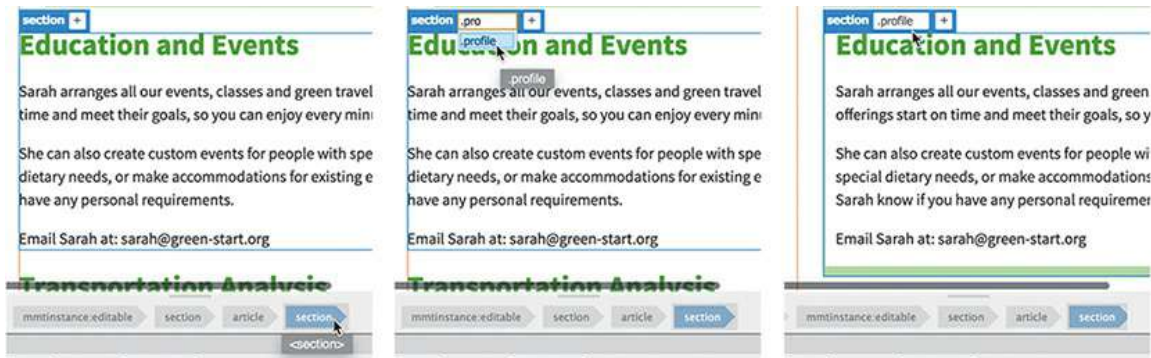 section +
Education and Events
Sarah arranges all our events, classes and green travel
time and meet their goals, so you can enjoy every min
She can also create custom events for people with spe
dietary needs, or make accommodations for existing e
have any personal requirements.
Email Sarah at: sarah@green-start.org
Transportation Analysis
mmtinstance:editable section article section
<section>
section .pro +
.profile
Education and Events
.profile
Sarah arranges all our events, classes and green travel
time and meet their goals, so you can enjoy every min
She can also create custom events for people with spe
dietary needs, or make accommodations for existing e
have any personal requirements.
Email Sarah at: sarah@green-start.org
Transportation Analysis
mmtinstance:editable section article section
section .profile +
Education and Events
Sarah arranges all our events, classes and green
offerings start on time and meet their goals, so y
She can also create custom events for people wi
special dietary needs, or make accommodations
Sarah know if you have any personal requiremer
Email Sarah at: sarah@green-start.org
mmtinstance:editable section article section